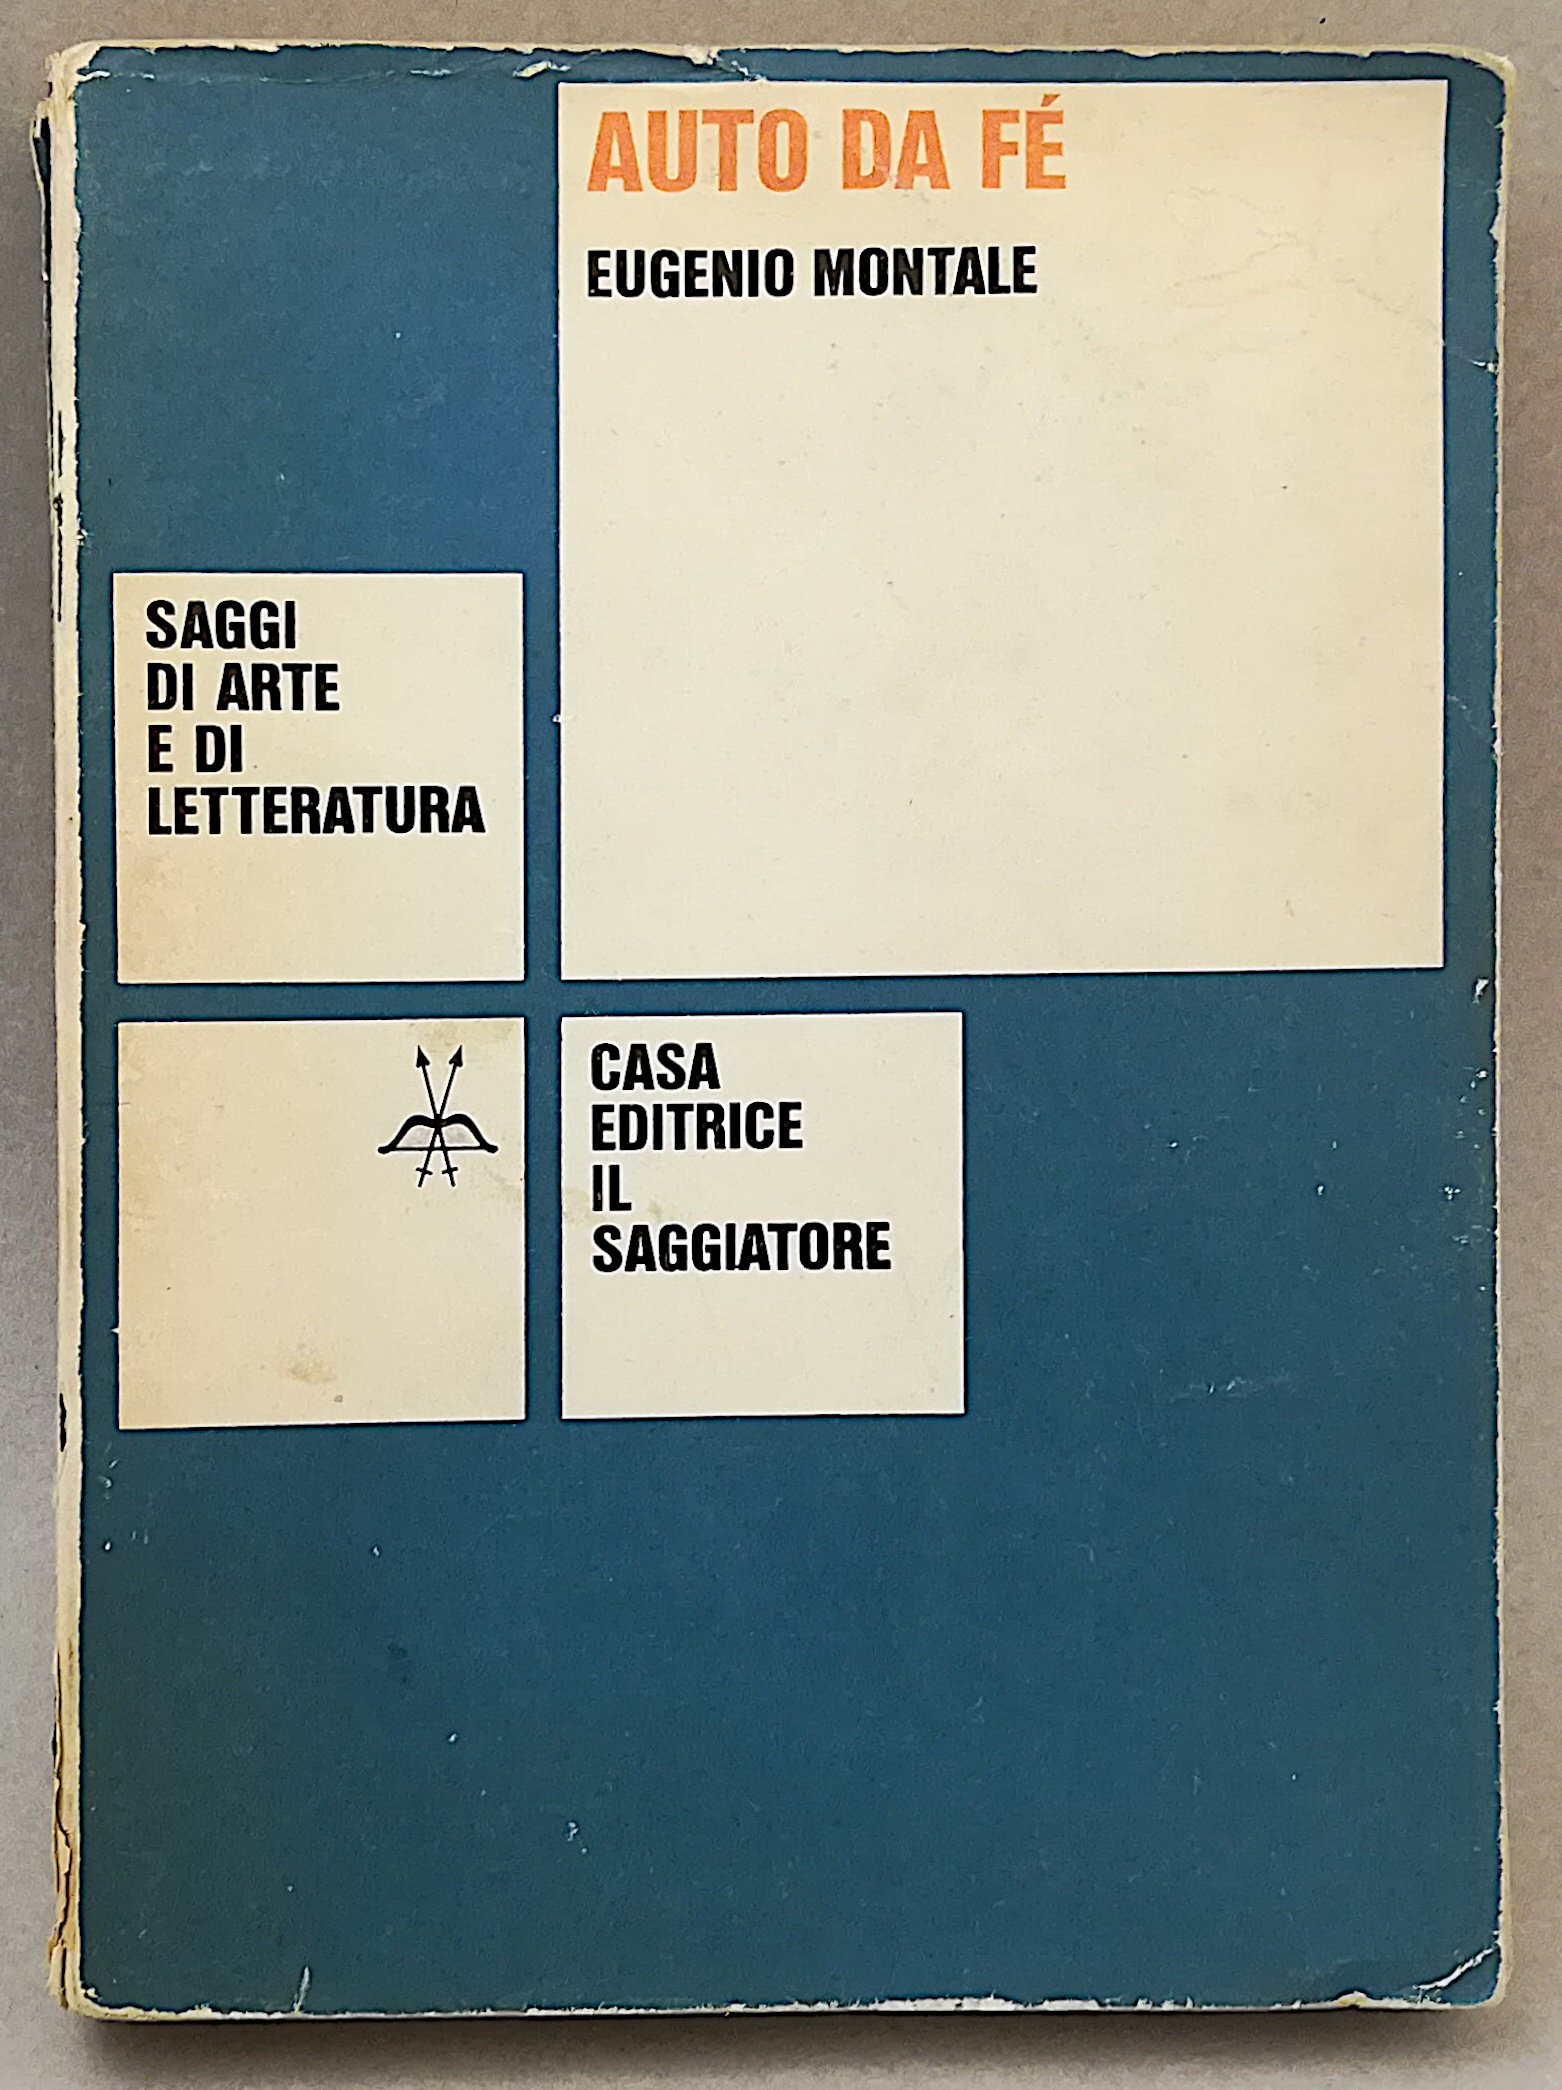 AUTO DA FÉ
EUGENIO MONTALE
SAGGI
DI ARTE
E DI
LETTERATURA
CASA
EDITRICE
IL
SAGGIATORE